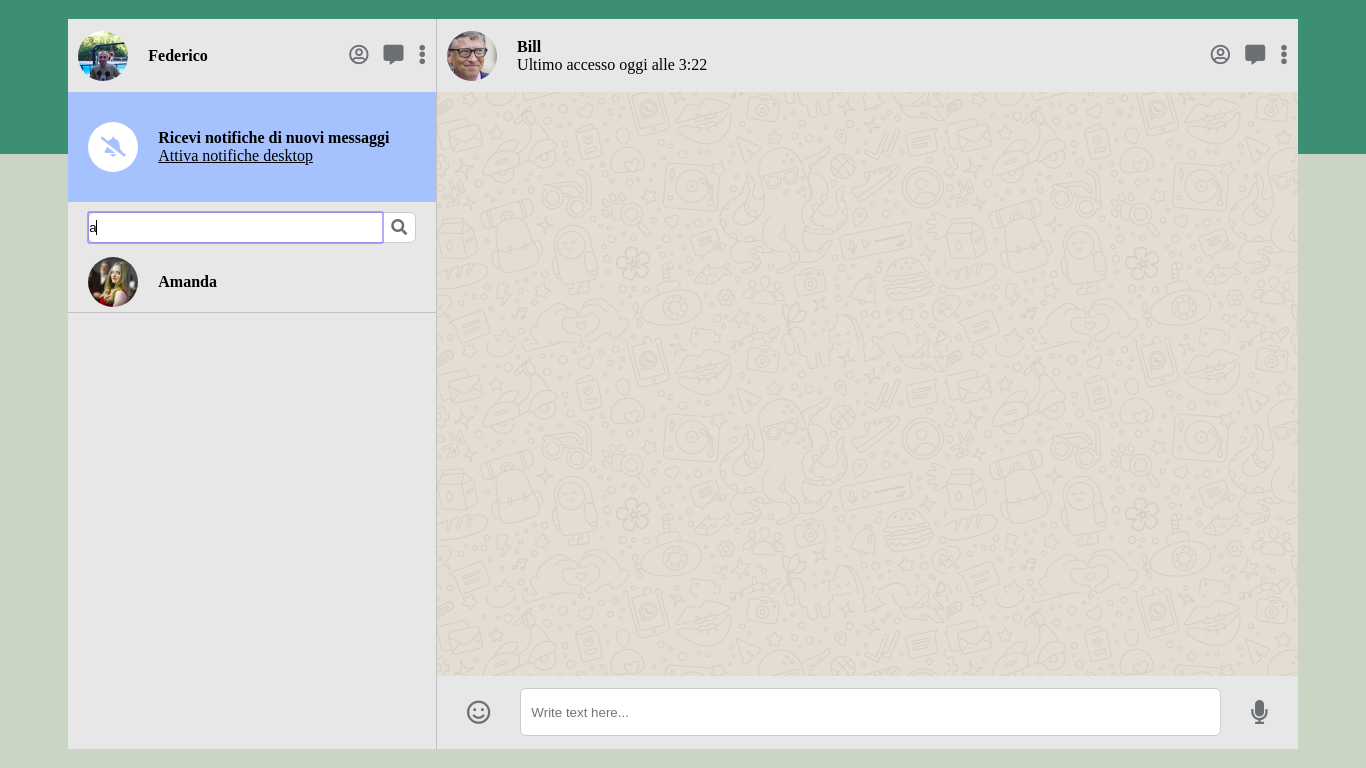 Federico
Bill
Ultimo accesso oggi alle 3:22
Ricevi notifiche di nuovi messaggi
Attiva notifiche desktop
a
Amanda
Write text here...